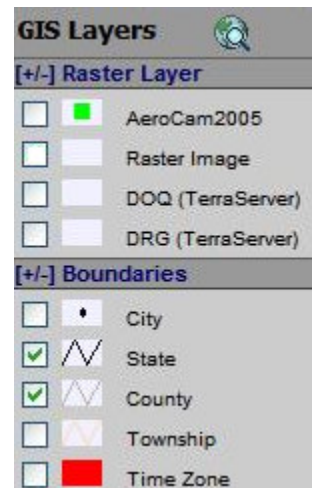 GIS Layers
[+/-] Raster Layer
AeroCam2005
Raster Image
DOQ (TerraServer)
DRG (TerraServer)
[+/-] Boundaries
City
State
County
Township
Time Zone